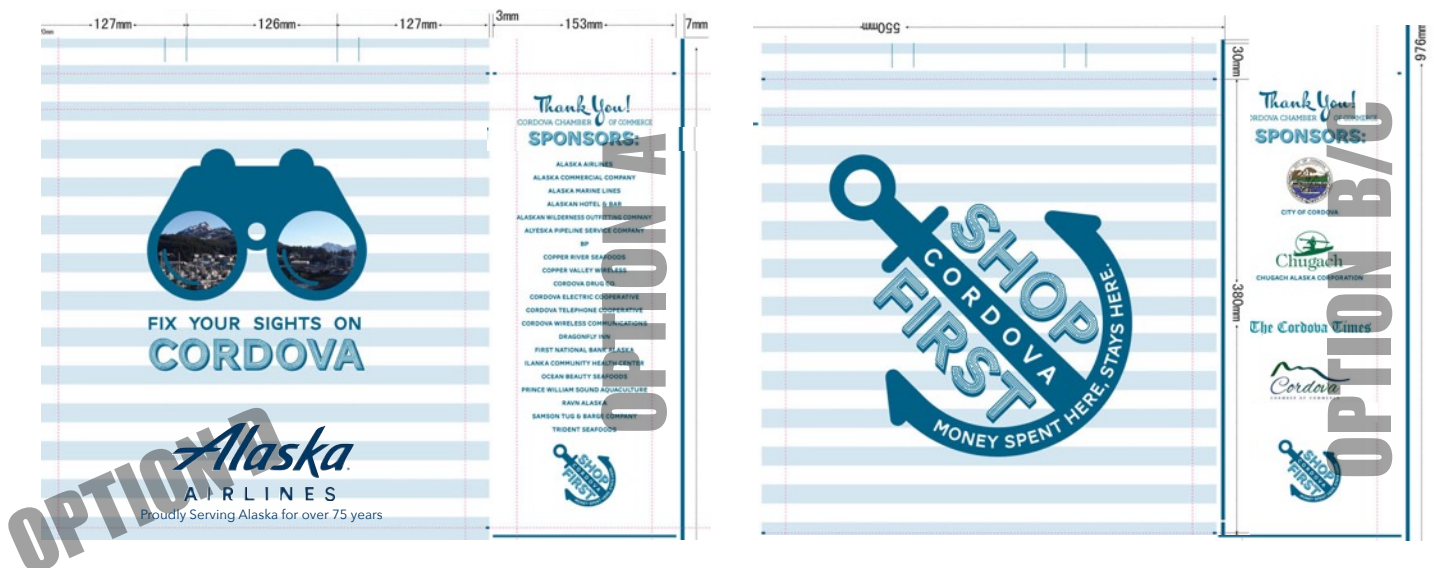 127mm
126mm
127mm
3mm
153mm
7mm
Thank You!
CORDOVA CHAMBER OF COMMERCE
SPONSORS:
ALASKA AIRLINES
ALASKA COMMERCIAL COMPANY
ALASKA MARINE LINES
ALASKAN HOTEL & BAR
ALASKAN WILDERNESS OUTFITTING COMPANY
ALYESKA PIPELINE SERVICE COMPANY
BP
COPPER RIVER SEAFOODS
COPPER VALLEY WIRELESS
CORDOVA DRUG CO.
CORDOVA ELECTRIC COOPERATIVE
CORDOVA TELEPHONE COOPERATIVE
CORDOVA WIRELESS COMMUNICATIONS
DRAGONFLY INN
FIRST NATIONAL BANK ALASKA
ILANKA COMMUNITY HEALTH CENTER
OCEAN BEAUTY SEAFOODS
PRINCE WILLIAM SOUND AQUACULTURE
RAVN ALASKA
SAMSON TUG & BARGE COMPANY
TRIDENT SEAFOODS
SHOP
CORDOVA
FIRST
OPTION A
FIX YOUR SIGHTS ON
CORDOVA
Alaska
AIRLINES
Proudly Serving Alaska for over 75 years
OPTION D
550mm
30mm
380mm
976mm
SHOP
CORDOVA
FIRST
MONEY SPENT HERE, STAYS HERE.
Thank You!
ORDOVA CHAMBER OF COMMERCE
SPONSORS:
CITY OF CORDOVA
Chugach
CHUGACH ALASKA CORPORATION
The Cordova Times
Cordova
CHAMBER OF COMMERCE
SHOP
CORDOVA
FIRST
OPTION B/C